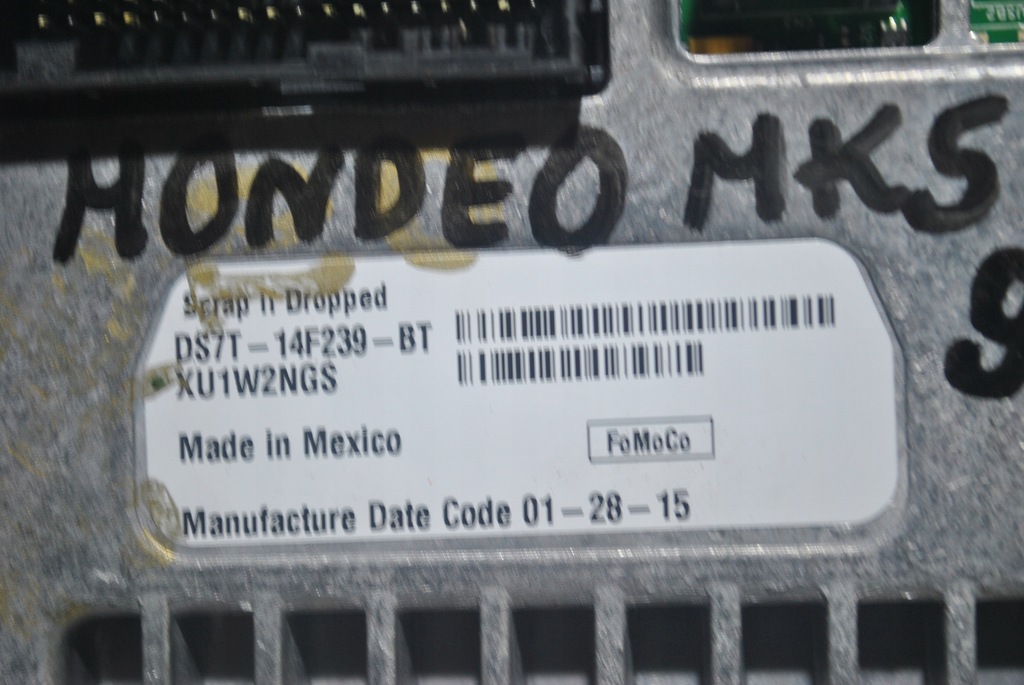 USB2
MONDEO MK5
Scrap if Dropped
DS7T-14F239-BT
XU1W2NGS
Made in Mexico
FoMoCo
Manufacture Date Code 01-28-15